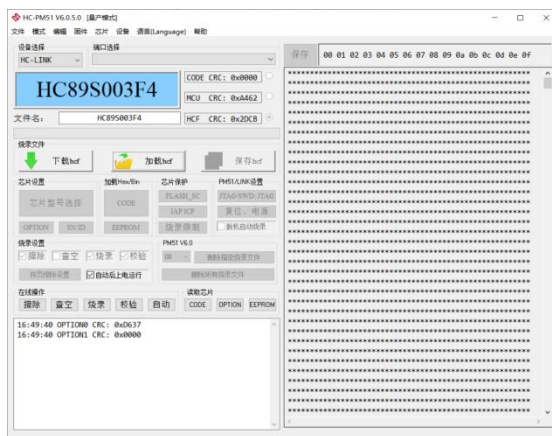 HC-PM51 V6.0.5.0 [量产模式]
文件 模式 编辑 固件 芯片 设备 语言(Language) 帮助
设备选择 端口选择
HC-LINK
保存 00 01 02 03 04 05 06 07 08 09 0a 0b 0c 0d 0e 0f
HC89S003F4
CODE CRC: 0x0000
MCU CRC: 0xA462
文件名: HC89S003F4 HCF CRC: 0x2DCB
烧录文件
下载hcf 加载hcf 保存hcf
芯片设置 加载Hex/Bin 芯片保护 PM51/LINK设置
芯片型号选择 CODE FLASH_SC JTAG/SWD: JTAG
IAP ICP 复位、电源
OPTION SN/ID EEPROM 烧录限制 脱机自动烧录
烧录设置 PM51 V6.0
擦除 查空 烧录 校验 00 删除指定烧录文件
按页擦除设置 自动后上电运行 删除所有烧录文件
在线操作 读取芯片
擦除 查空 烧录 校验 自动 CODE OPTION EEPROM
16:49:40 OPTION0 CRC: 0xD637
16:49:40 OPTION1 CRC: 0x0000